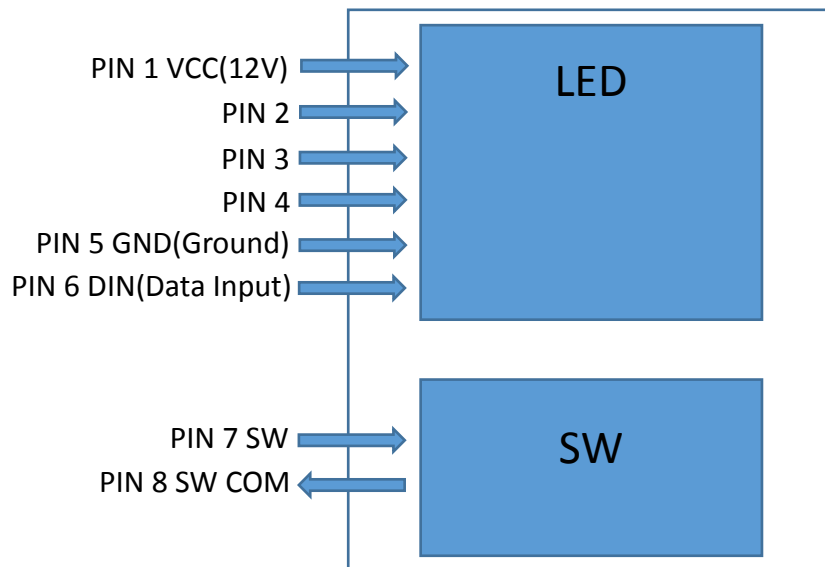 PIN 1 VCC(12V)
LED
PIN 2
PIN 3
PIN 4
PIN 5 GND(Ground)
PIN 6 DIN(Data Input)
PIN 7 SW
SW
PIN 8 SW COM